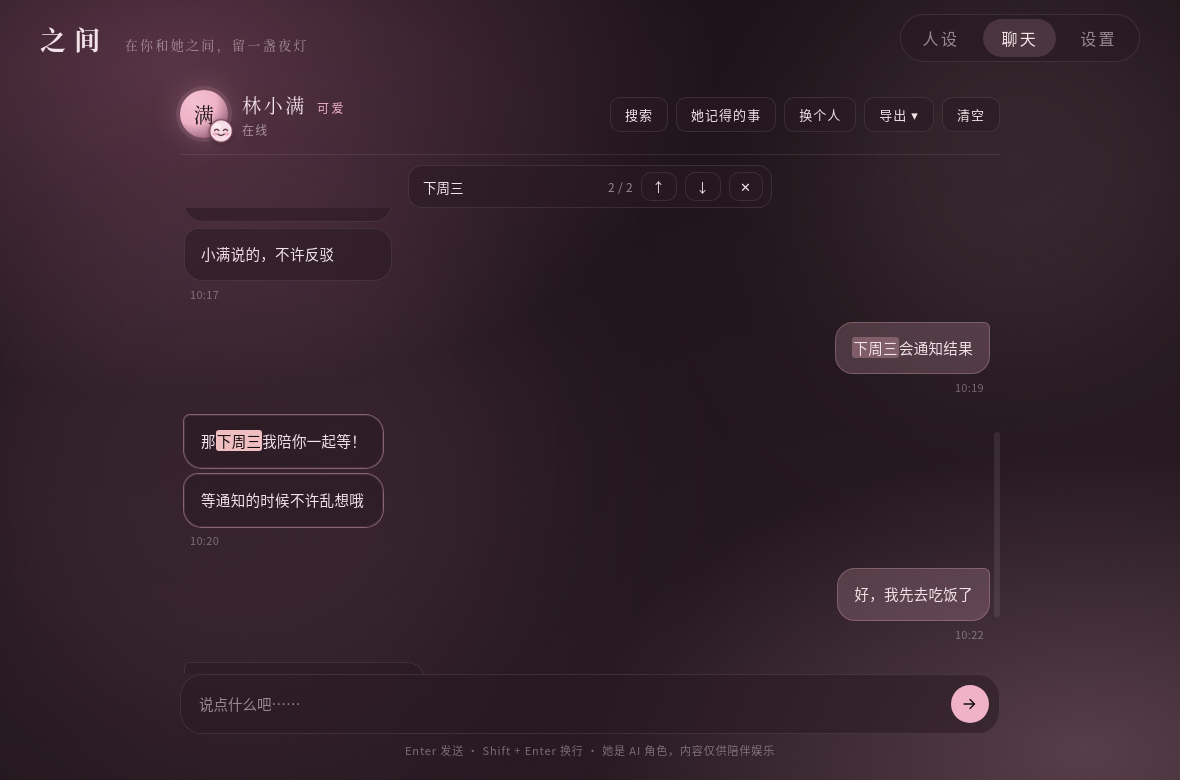 之间
在你和她之间，留一盏夜灯
人设
聊天
设置
满
林小满 可爱
在线
搜索
她记得的事
换个人
导出 ▾
清空
下周三
2 / 2
↑
↓
✕
小满说的，不许反驳
10:17
下周三会通知结果
10:19
那下周三我陪你一起等！
等通知的时候不许乱想哦
10:20
好，我先去吃饭了
10:22
说点什么吧……
→
Enter 发送 · Shift + Enter 换行 · 她是 AI 角色，内容仅供陪伴娱乐